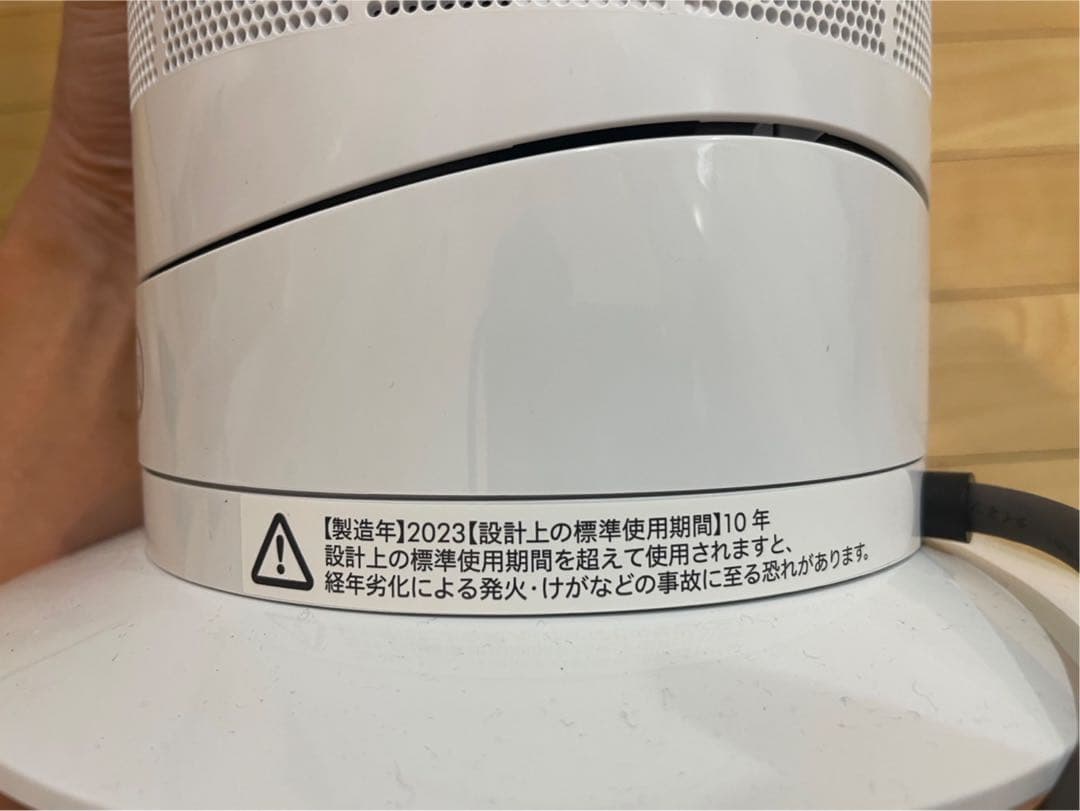 【製造年】2023【設計上の標準使用期間】10 年
設計上の標準使用期間を超えて使用されますと、
経年劣化による発火・けがなどの事故に至る恐れがあります。